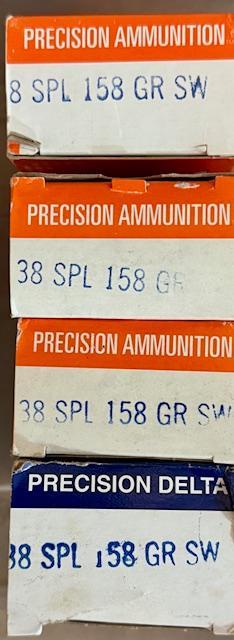 PRECISION AMMUNITION
8 SPL 158 GR SW
PRECISION AMMUNITION
38 SPL 158 GR
PRECISION AMMUNITION
38 SPL 158 GR SW
PRECISION DELTA
38 SPL 158 GR SW